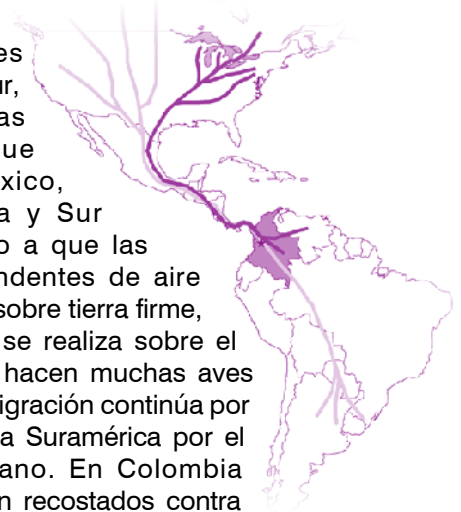 es
ur,
as
ue
xico,
a y Sur
o a que las
ndentes de aire
sobre tierra firme,
se realiza sobre el
hacen muchas aves
igración continúa por
a Suramérica por el
ano. En Colombia
n recostados contra